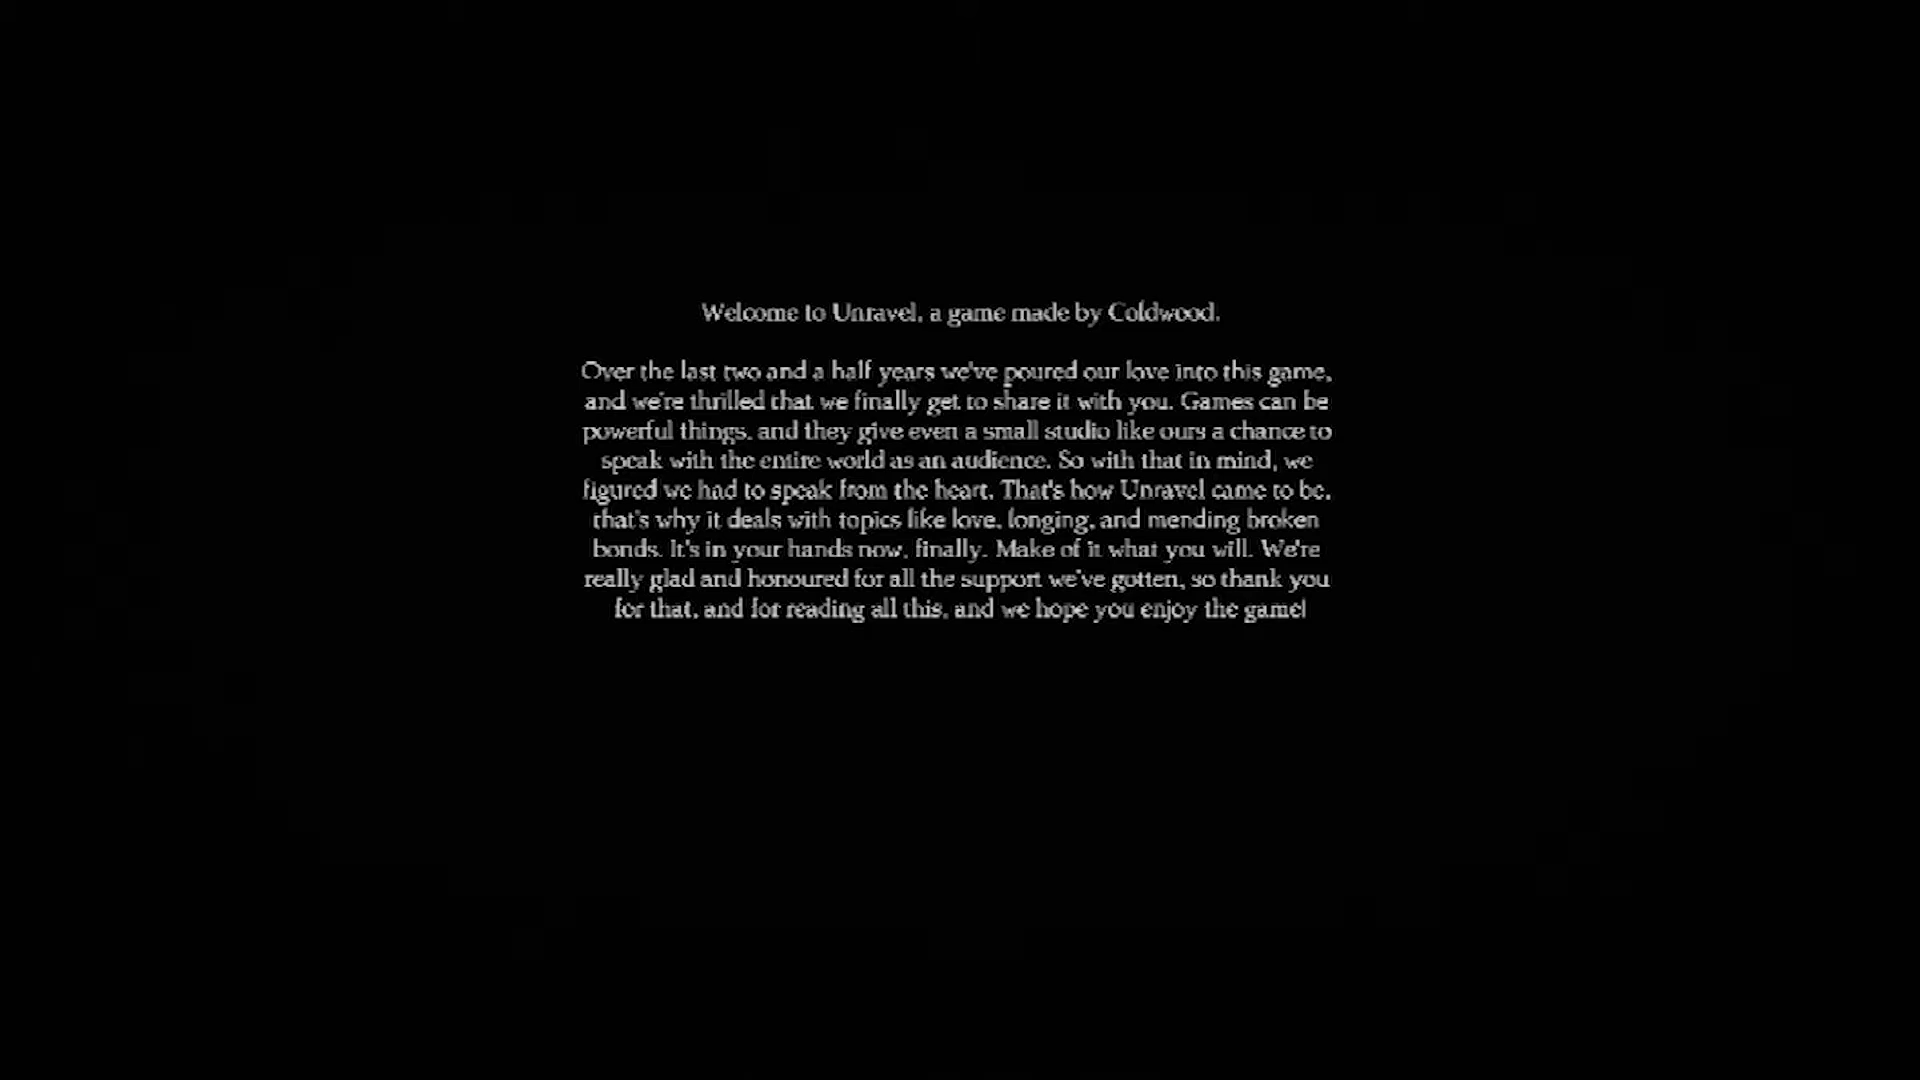 Welcome to Unravel, a game made by Coldwood.
Over the last two and a half years we've poured our love into this game,
and we're thrilled that we finally get to share it with you. Games can be
powerful things, and they give even a small studio like ours a chance to
speak with the entire world as an audience. So with that in mind, we
figured we had to speak from the heart. That's how Unravel came to be,
that's why it deals with topics like love, longing, and mending broken
bonds. It's in your hands now, finally. Make of it what you will. We're
really glad and honoured for all the support we've gotten, so thank you
for that, and for reading all this, and we hope you enjoy the game!